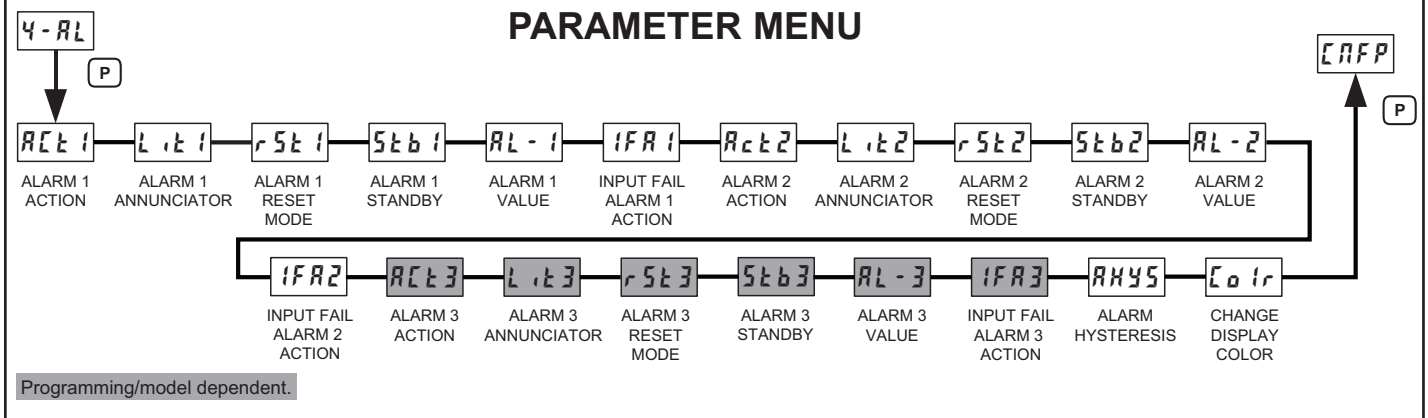 PARAMETER MENU
4-AL
P
CNFP
P
ACt1 Lit1 rSt1 Stb1 AL-1 IFA1 Act2 Lit2 rSt2 Stb2 AL-2
ALARM 1 ACTION
ALARM 1 ANNUNCIATOR
ALARM 1 RESET MODE
ALARM 1 STANDBY
ALARM 1 VALUE
INPUT FAIL ALARM 1 ACTION
ALARM 2 ACTION
ALARM 2 ANNUNCIATOR
ALARM 2 RESET MODE
ALARM 2 STANDBY
ALARM 2 VALUE
IFA2 ACt3 Lit3 rSt3 Stb3 AL-3 IFA3 AHYS Colr
INPUT FAIL ALARM 2 ACTION
ALARM 3 ACTION
ALARM 3 ANNUNCIATOR
ALARM 3 RESET MODE
ALARM 3 STANDBY
ALARM 3 VALUE
INPUT FAIL ALARM 3 ACTION
ALARM HYSTERESIS
CHANGE DISPLAY COLOR
Programming/model dependent.